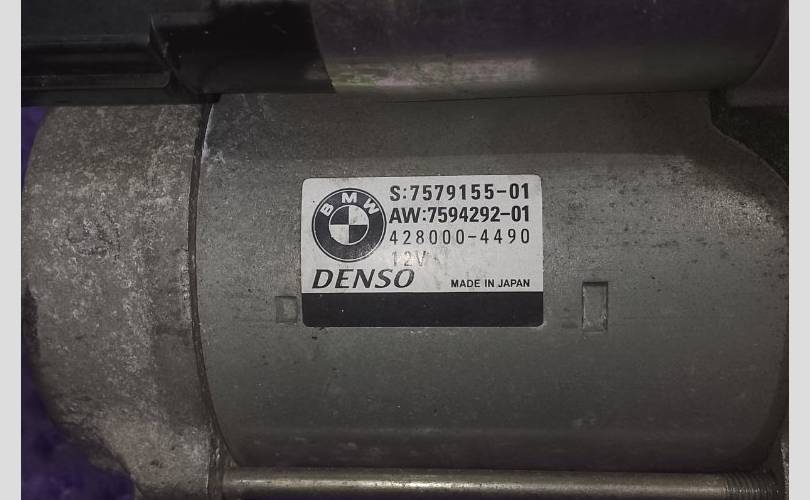 BMW
S:7579155-01
AW:7594292-01
428000-4490
12V
DENSO
MADE IN JAPAN